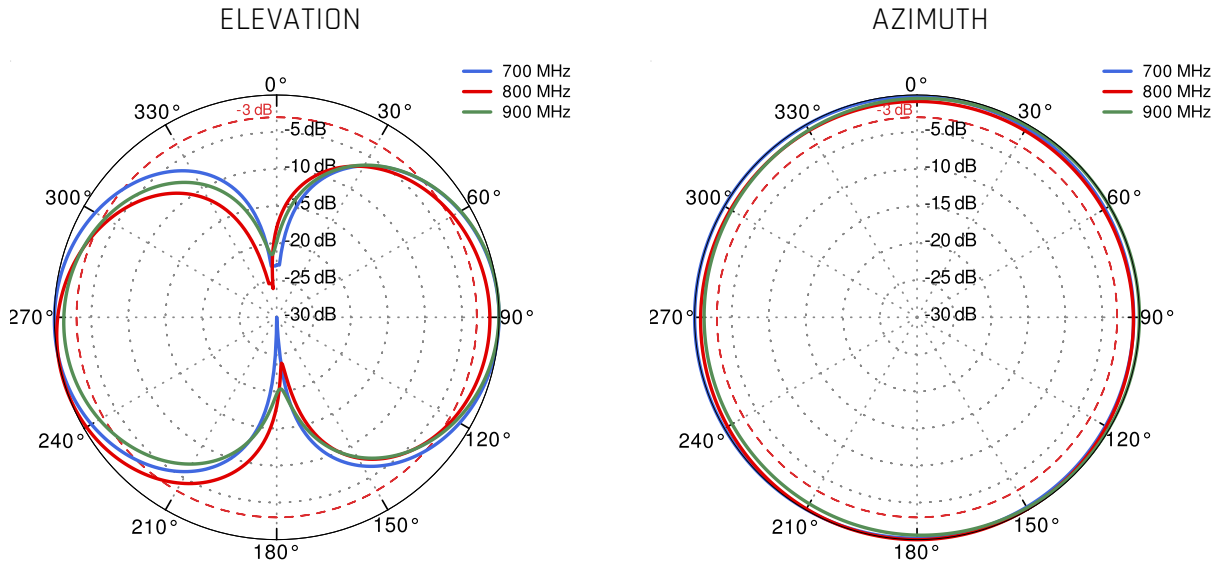 ELEVATION
700 MHz
800 MHz
900 MHz
0°
-3 dB
330°
30°
-5 dB
-10 dB
300°
60°
-15 dB
-20 dB
-25 dB
270°
-30 dB
90°
240°
120°
210°
150°
180°
AZIMUTH
700 MHz
800 MHz
900 MHz
0°
-3 dB
330°
30°
-5 dB
-10 dB
300°
60°
-15 dB
-20 dB
-25 dB
270°
-30 dB
90°
240°
120°
210°
150°
180°